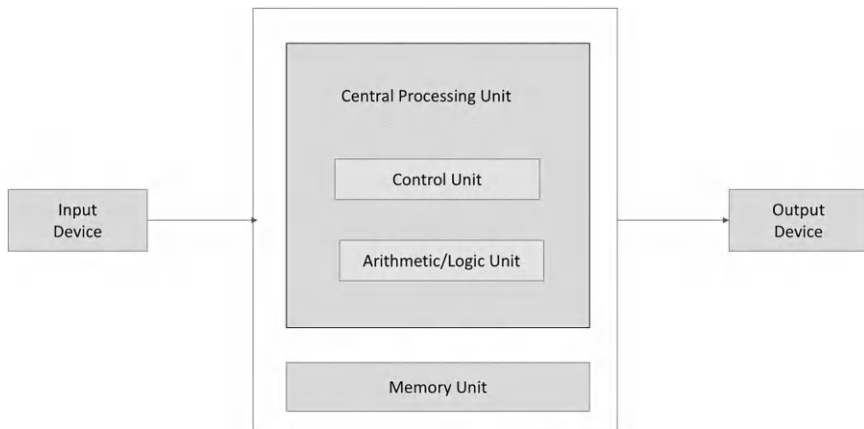 Central Processing Unit
Control Unit
Input
Device
Output
Device
Arithmetic/Logic Unit
Memory Unit